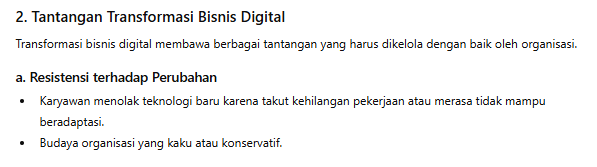 2. Tantangan Transformasi Bisnis Digital
Transformasi bisnis digital membawa berbagai tantangan yang harus dikelola dengan baik oleh organisasi.
a. Resistensi terhadap Perubahan
• Karyawan menolak teknologi baru karena takut kehilangan pekerjaan atau merasa tidak mampu
beradaptasi.
• Budaya organisasi yang kaku atau konservatif.